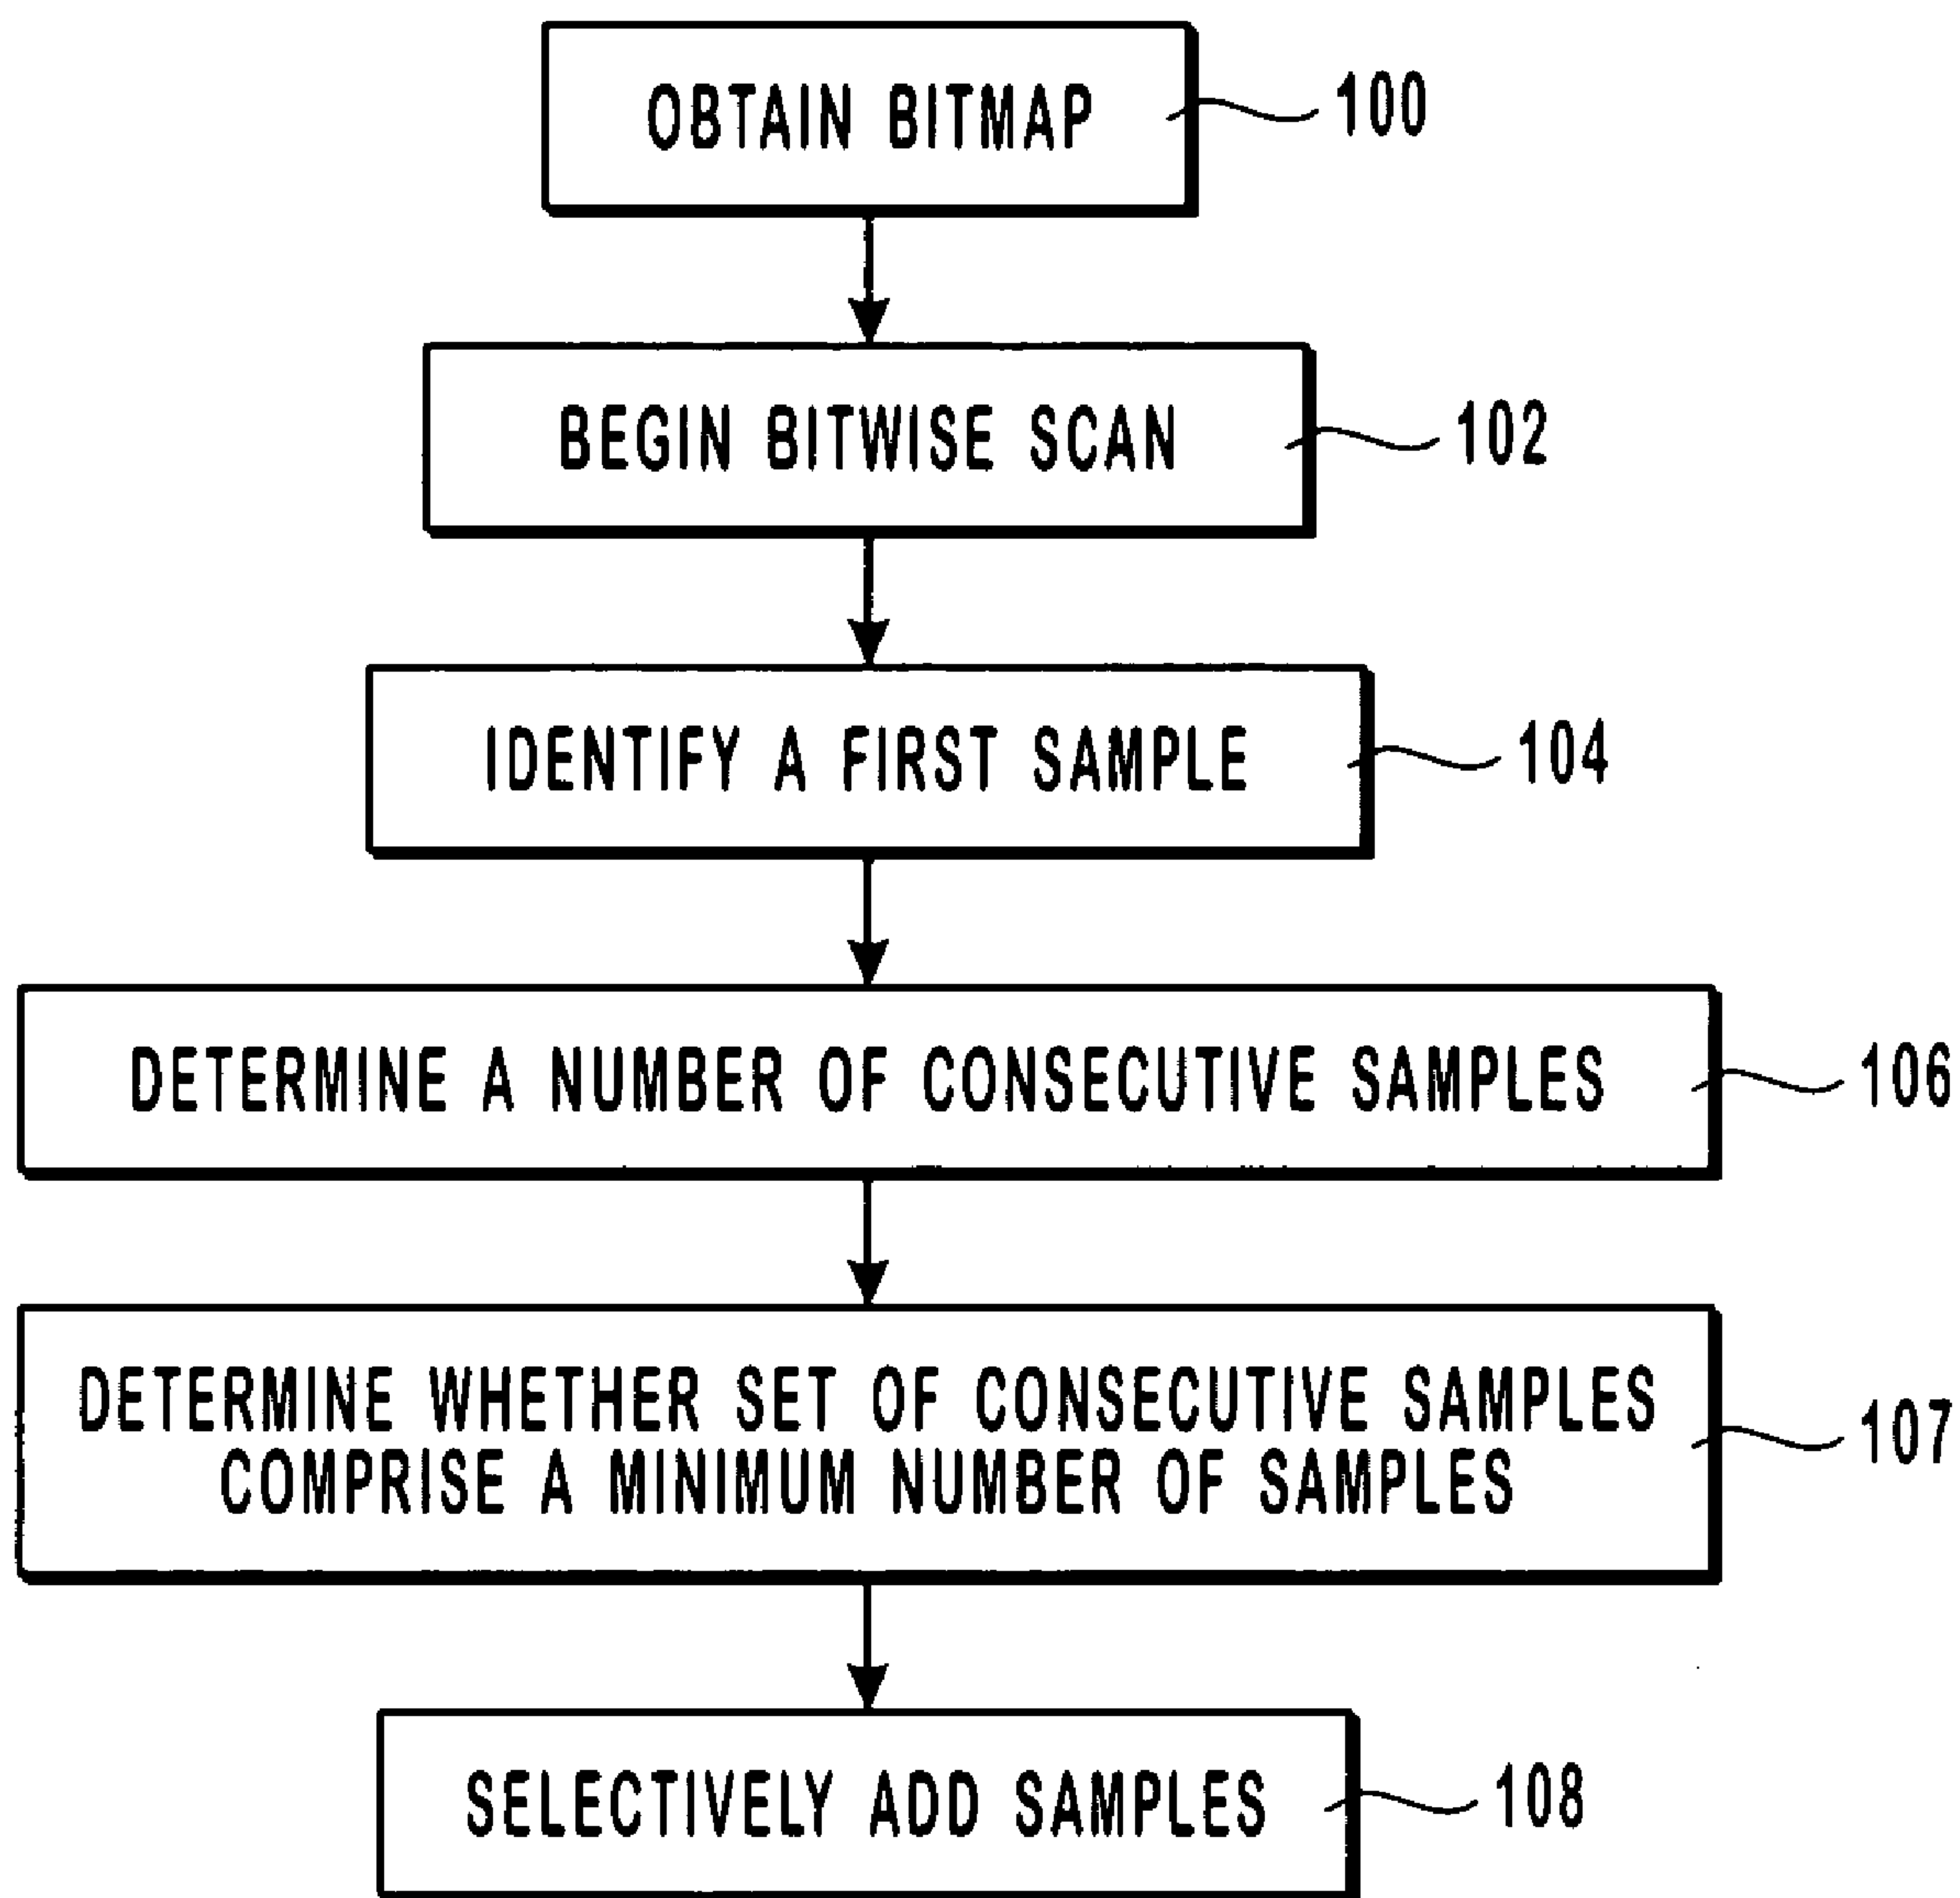 OBTAIN BITMAP
100
BEGIN BITWISE SCAN
102
IDENTIFY A FIRST SAMPLE
104
DETERMINE A NUMBER OF CONSECUTIVE SAMPLES
106
DETERMINE WHETHER SET OF CONSECUTIVE SAMPLES
COMPRISE A MINIMUM NUMBER OF SAMPLES
107
SELECTIVELY ADD SAMPLES
108